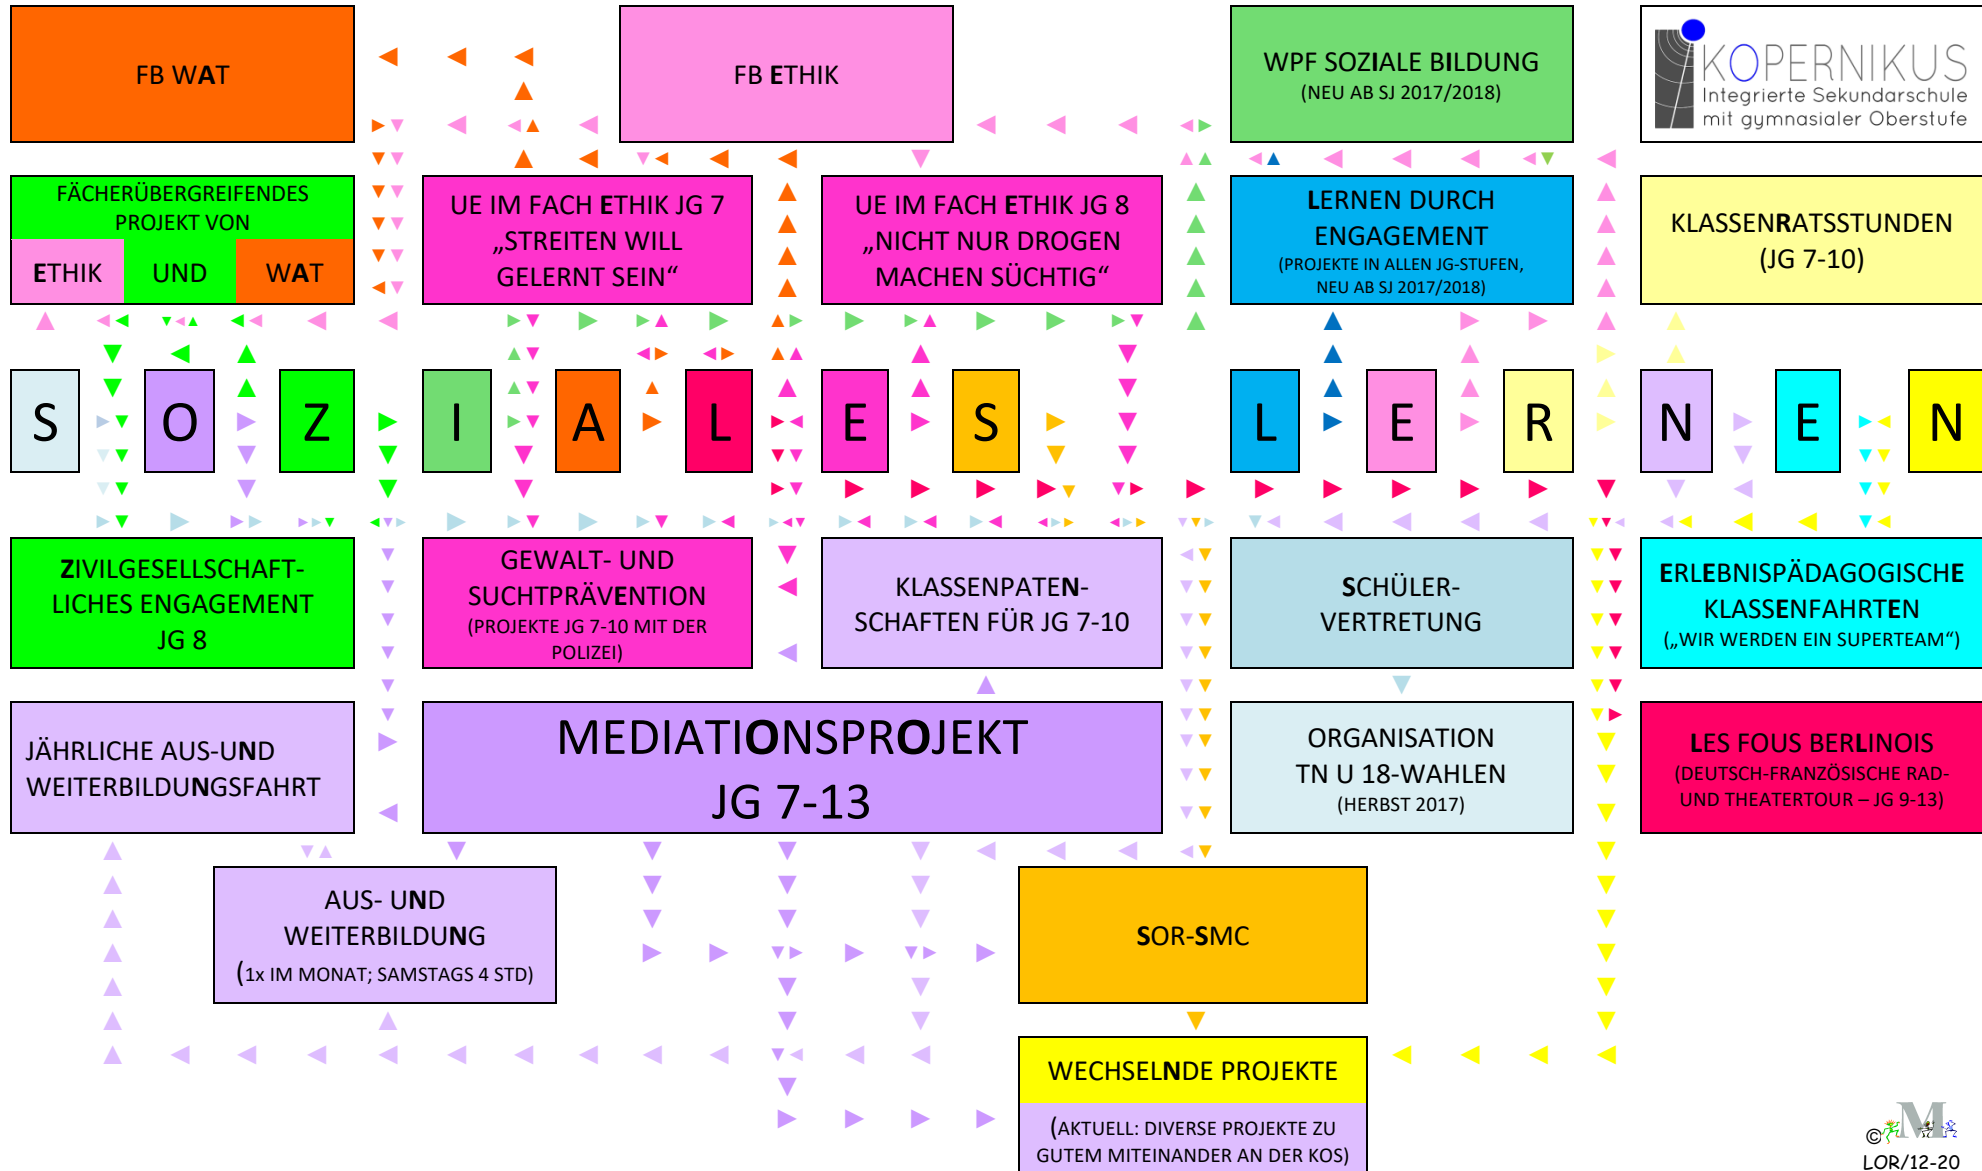 FB WAT
FB ETHIK
WPF SOZIALE BILDUNG
(NEU AB SJ 2017/2018)
KOPERNIKUS
Integrierte Sekundarschule
mit gymnasialer Oberstufe
FÄCHERÜBERGREIFENDES
PROJEKT VON
ETHIK UND WAT
UE IM FACH ETHIK JG 7
„STREITEN WILL
GELERNT SEIN“
UE IM FACH ETHIK JG 8
„NICHT NUR DROGEN
MACHEN SÜCHTIG“
LERNEN DURCH
ENGAGEMENT
(PROJEKTE IN ALLEN JG-STUFEN,
NEU AB SJ 2017/2018)
KLASSENRATSSTUNDEN
(JG 7-10)
S O Z I A L E S L E R N E N
ZIVILGESELLSCHAFT-
LICHES ENGAGEMENT
JG 8
GEWALT- UND
SUCHTPRÄVENTION
(PROJEKTE JG 7-10 MIT DER
POLIZEI)
KLASSENPATEN-
SCHAFTEN FÜR JG 7-10
SCHÜLER-
VERTRETUNG
ERLEBNISPÄDAGOGISCHE
KLASSENFAHRTEN
(„WIR WERDEN EIN SUPERTEAM“)
JÄHRLICHE AUS-UND
WEITERBILDUNGSFAHRT
MEDIATIONSPROJEKT
JG 7-13
ORGANISATION
TN U 18-WAHLEN
(HERBST 2017)
LES FOUS BERLINOIS
(DEUTSCH-FRANZÖSISCHE RAD-
UND THEATERTOUR – JG 9-13)
AUS- UND
WEITERBILDUNG
(1x IM MONAT; SAMSTAGS 4 STD)
SOR-SMC
WECHSELNDE PROJEKTE
(AKTUELL: DIVERSE PROJEKTE ZU
GUTEM MITEINANDER AN DER KOS)
© M
LOR/12-20